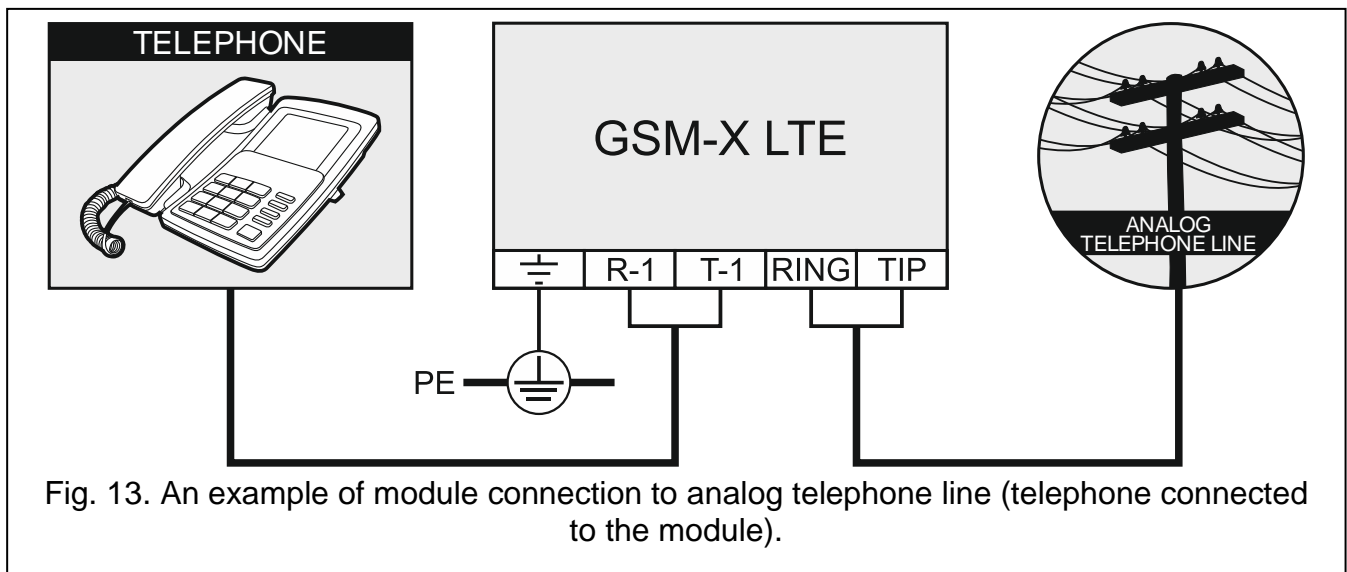 TELEPHONE
GSM-X LTE
ANALOG
TELEPHONE LINE
R-1 T-1 RING TIP
PE
Fig. 13. An example of module connection to analog telephone line (telephone connected
to the module).